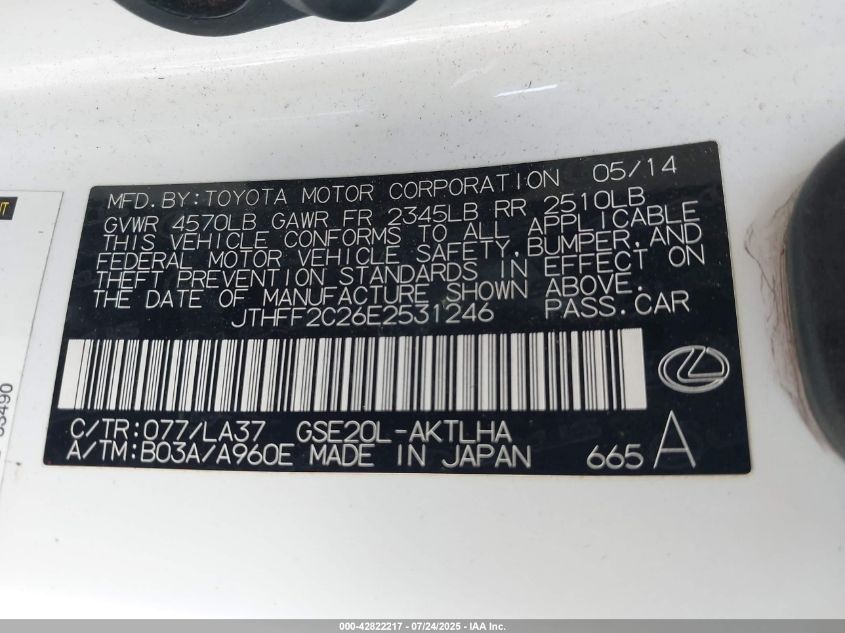 MFD. BY: TOYOTA MOTOR CORPORATION 05/14
GVWR 4570LB GAWR FR 2345LB RR 2510LB
THIS VEHICLE CONFORMS TO ALL APPLICABLE
FEDERAL MOTOR VEHICLE SAFETY, BUMPER, AND
THEFT PREVENTION STANDARDS IN EFFECT ON
THE DATE OF MANUFACTURE SHOWN ABOVE.
JTHFF2C26E2531246 PASS. CAR
C/TR: 077/LA37 GSE20L-AKTLHA
A/TM: B03A/A960E MADE IN JAPAN 665 A
000-42822217 - 07/24/2025 - IAA Inc.